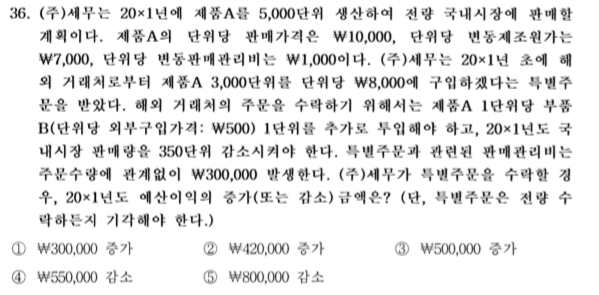 36. (주)세무는 20×1년에 제품A를 5,000단위 생산하여 전량 국내시장에 판매할
계획이다. 제품A의 단위당 판매가격은 ₩10,000, 단위당 변동제조원가는
₩7,000, 단위당 변동판매관리비는 ₩1,000이다. (주)세무는 20×1년 초에 해
외 거래처로부터 제품A 3,000단위를 단위당 ₩8,000에 구입하겠다는 특별주
문을 받았다. 해외 거래처의 주문을 수락하기 위해서는 제품A 1단위당 부품
B(단위당 외부구입가격: ₩500) 1단위를 추가로 투입해야 하고, 20×1년도 국
내시장 판매량을 350단위 감소시켜야 한다. 특별주문과 관련된 판매관리비는
주문수량에 관계없이 ₩300,000 발생한다. (주)세무가 특별주문을 수락할 경
우, 20×1년도 예산이익의 증가(또는 감소)금액은? (단, 특별주문은 전량 수
락하든지 기각해야 한다.)
① ₩300,000 증가 ② ₩420,000 증가 ③ ₩500,000 증가
④ ₩550,000 감소 ⑤ ₩800,000 감소